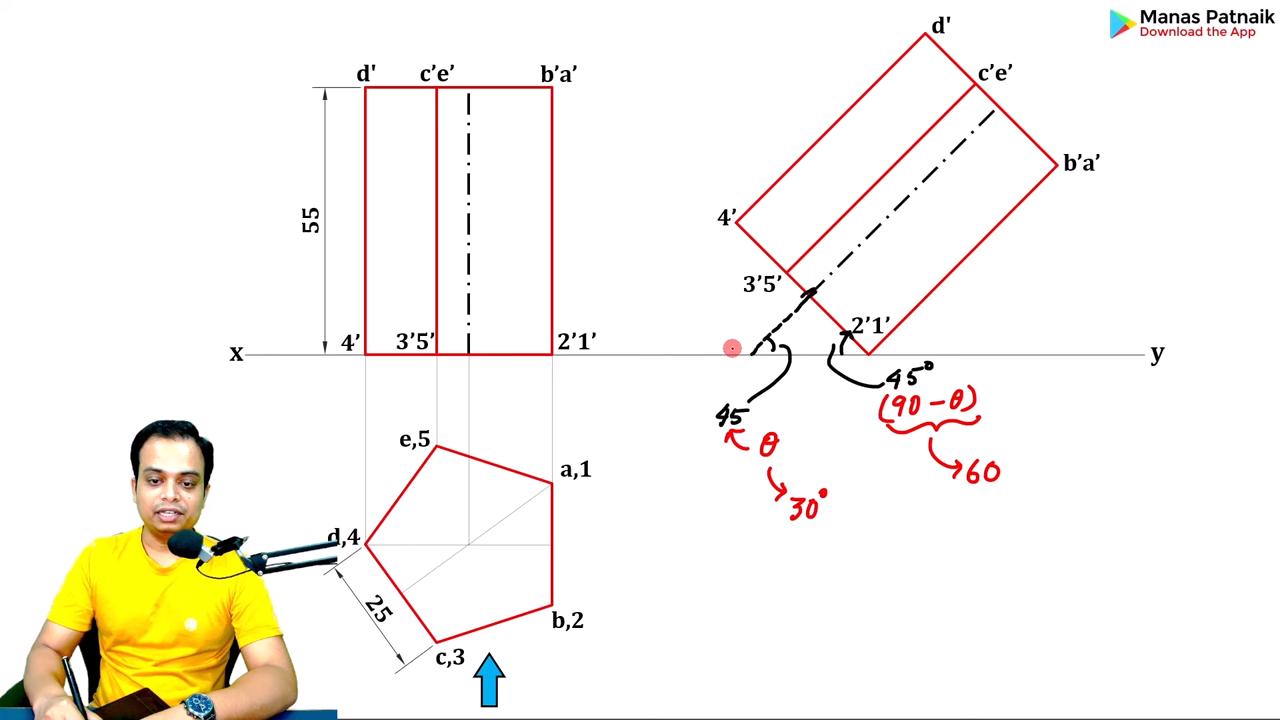 Manas Patnaik
Download the App
d'
c'e'
b'a'
55
4'
3'5'
2'1'
x
d'
c'e'
b'a'
4'
3'5'
2'1'
y
45°
(90 - θ)
60
45
θ
30°
e,5
a,1
d,4
25
b,2
c,3